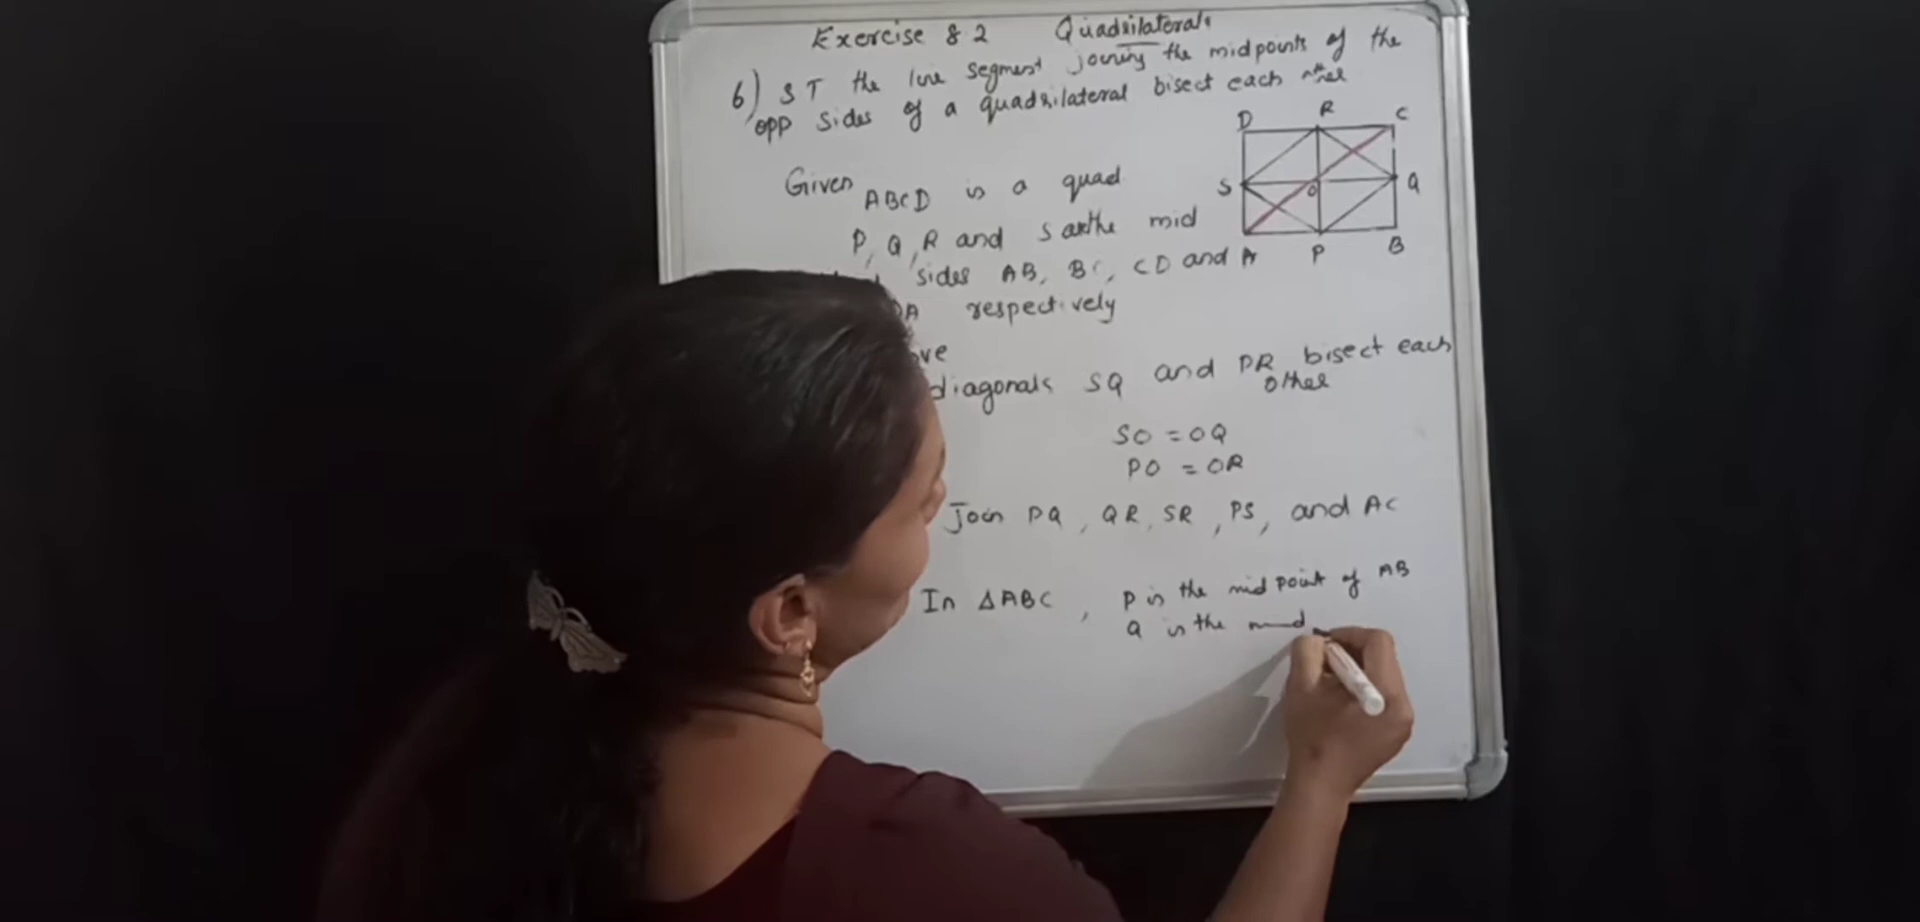 Exercise 8.2 Quadrilaterals
6) S T the line segment joining the midpoints of the
opp sides of a quadrilateral bisect each other
D R C
S O Q
A P B
Given ABCD is a quad
P, Q, R and S are the mid
sides AB, BC, CD and A
DA respectively
ve
diagonals SQ and PR bisect each
other
SO = OQ
PO = OR
Join PQ, QR, SR, PS, and AC
In ΔABC, P is the mid point of AB
Q is the mid